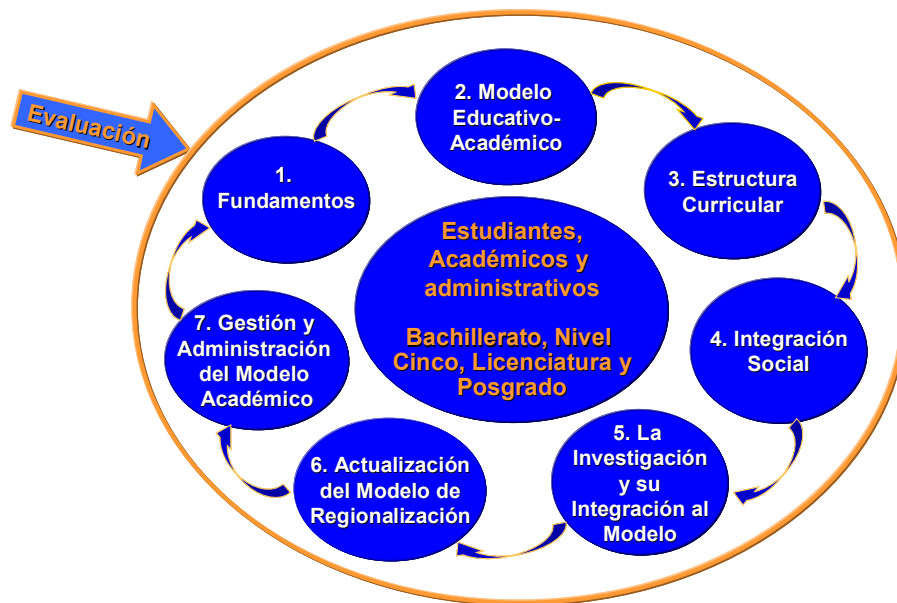 Evaluación
1.
Fundamentos
2. Modelo
Educativo-
Académico
3. Estructura
Curricular
4. Integración
Social
5. La
Investigación
y su
Integración al
Modelo
6. Actualización
del Modelo de
Regionalización
7. Gestión y
Administración
del Modelo
Académico
Estudiantes,
Académicos y
administrativos
Bachillerato, Nivel
Cinco, Licenciatura y
Posgrado